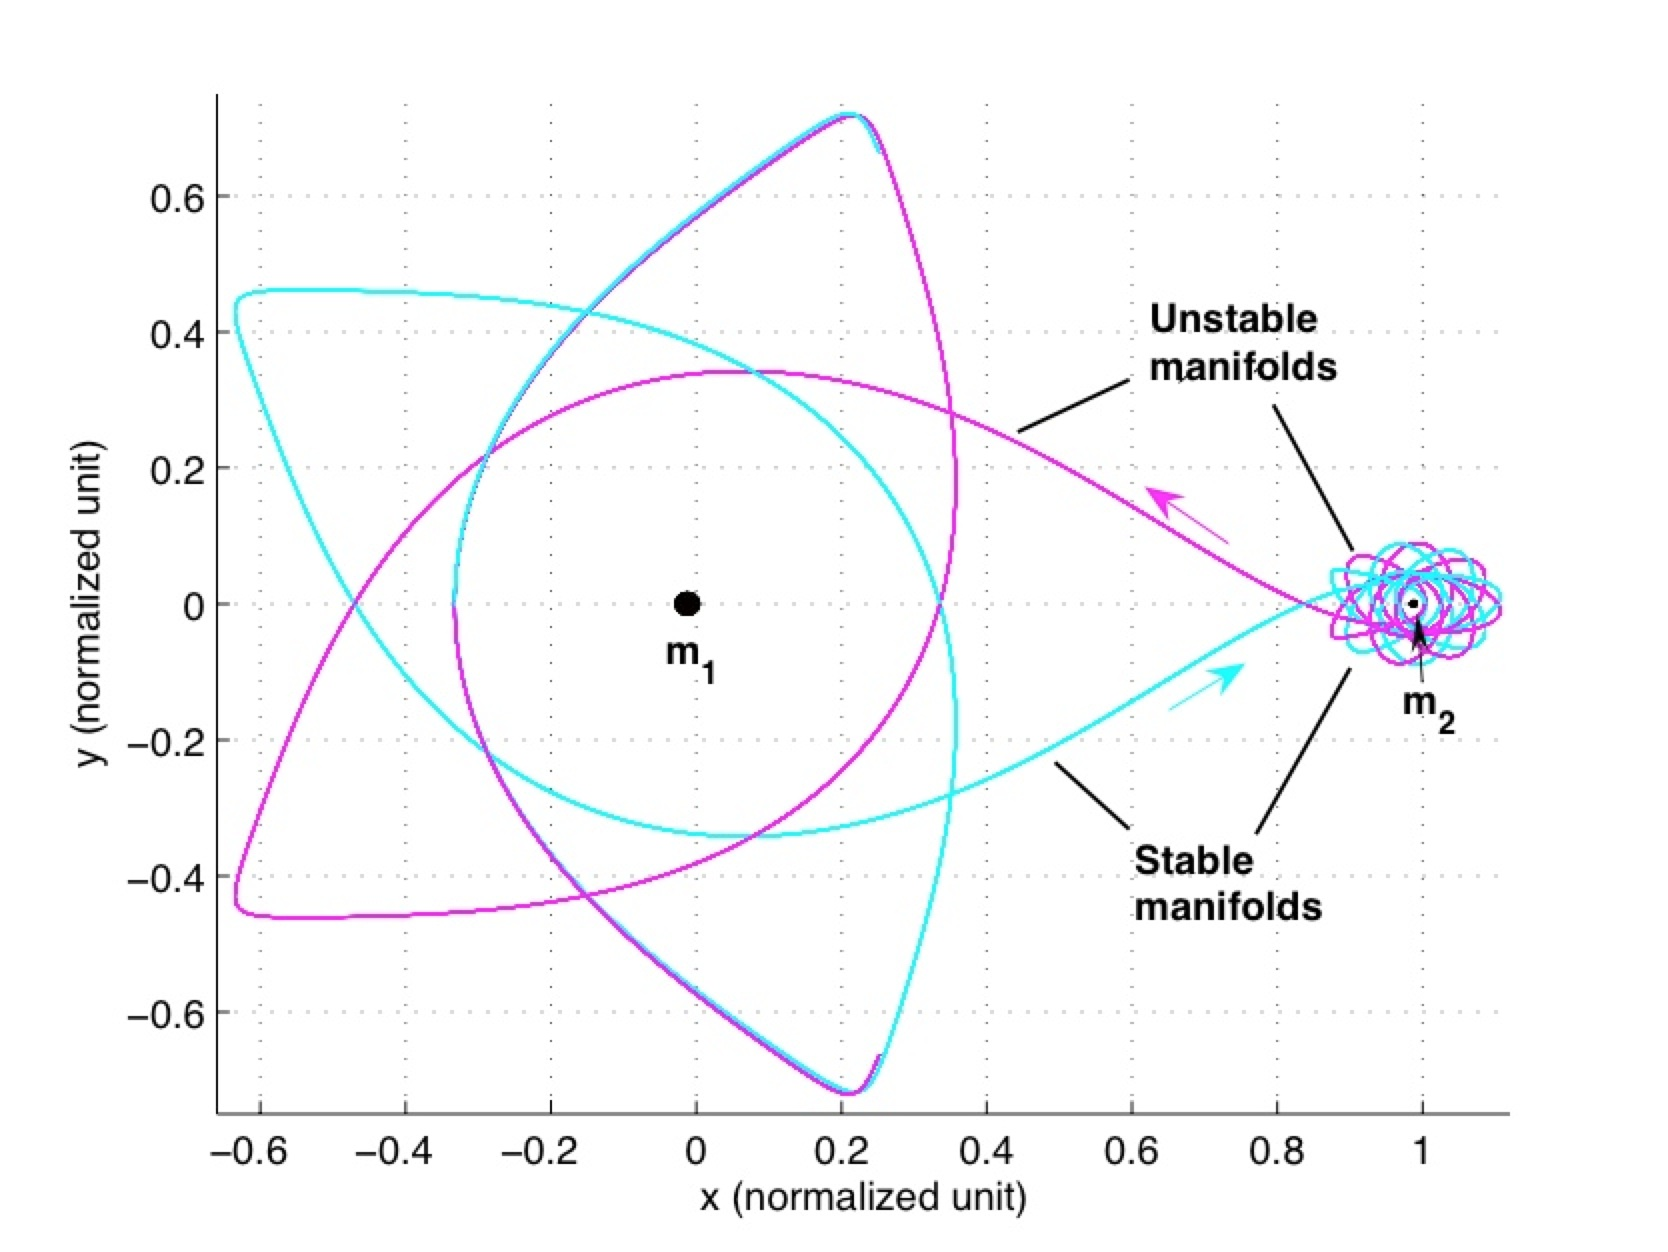 0.6
0.4
0.2
0
−0.2
−0.4
−0.6
y (normalized unit)
Unstable
manifolds
m1
m2
Stable
manifolds
−0.6 −0.4 −0.2 0 0.2 0.4 0.6 0.8 1
x (normalized unit)